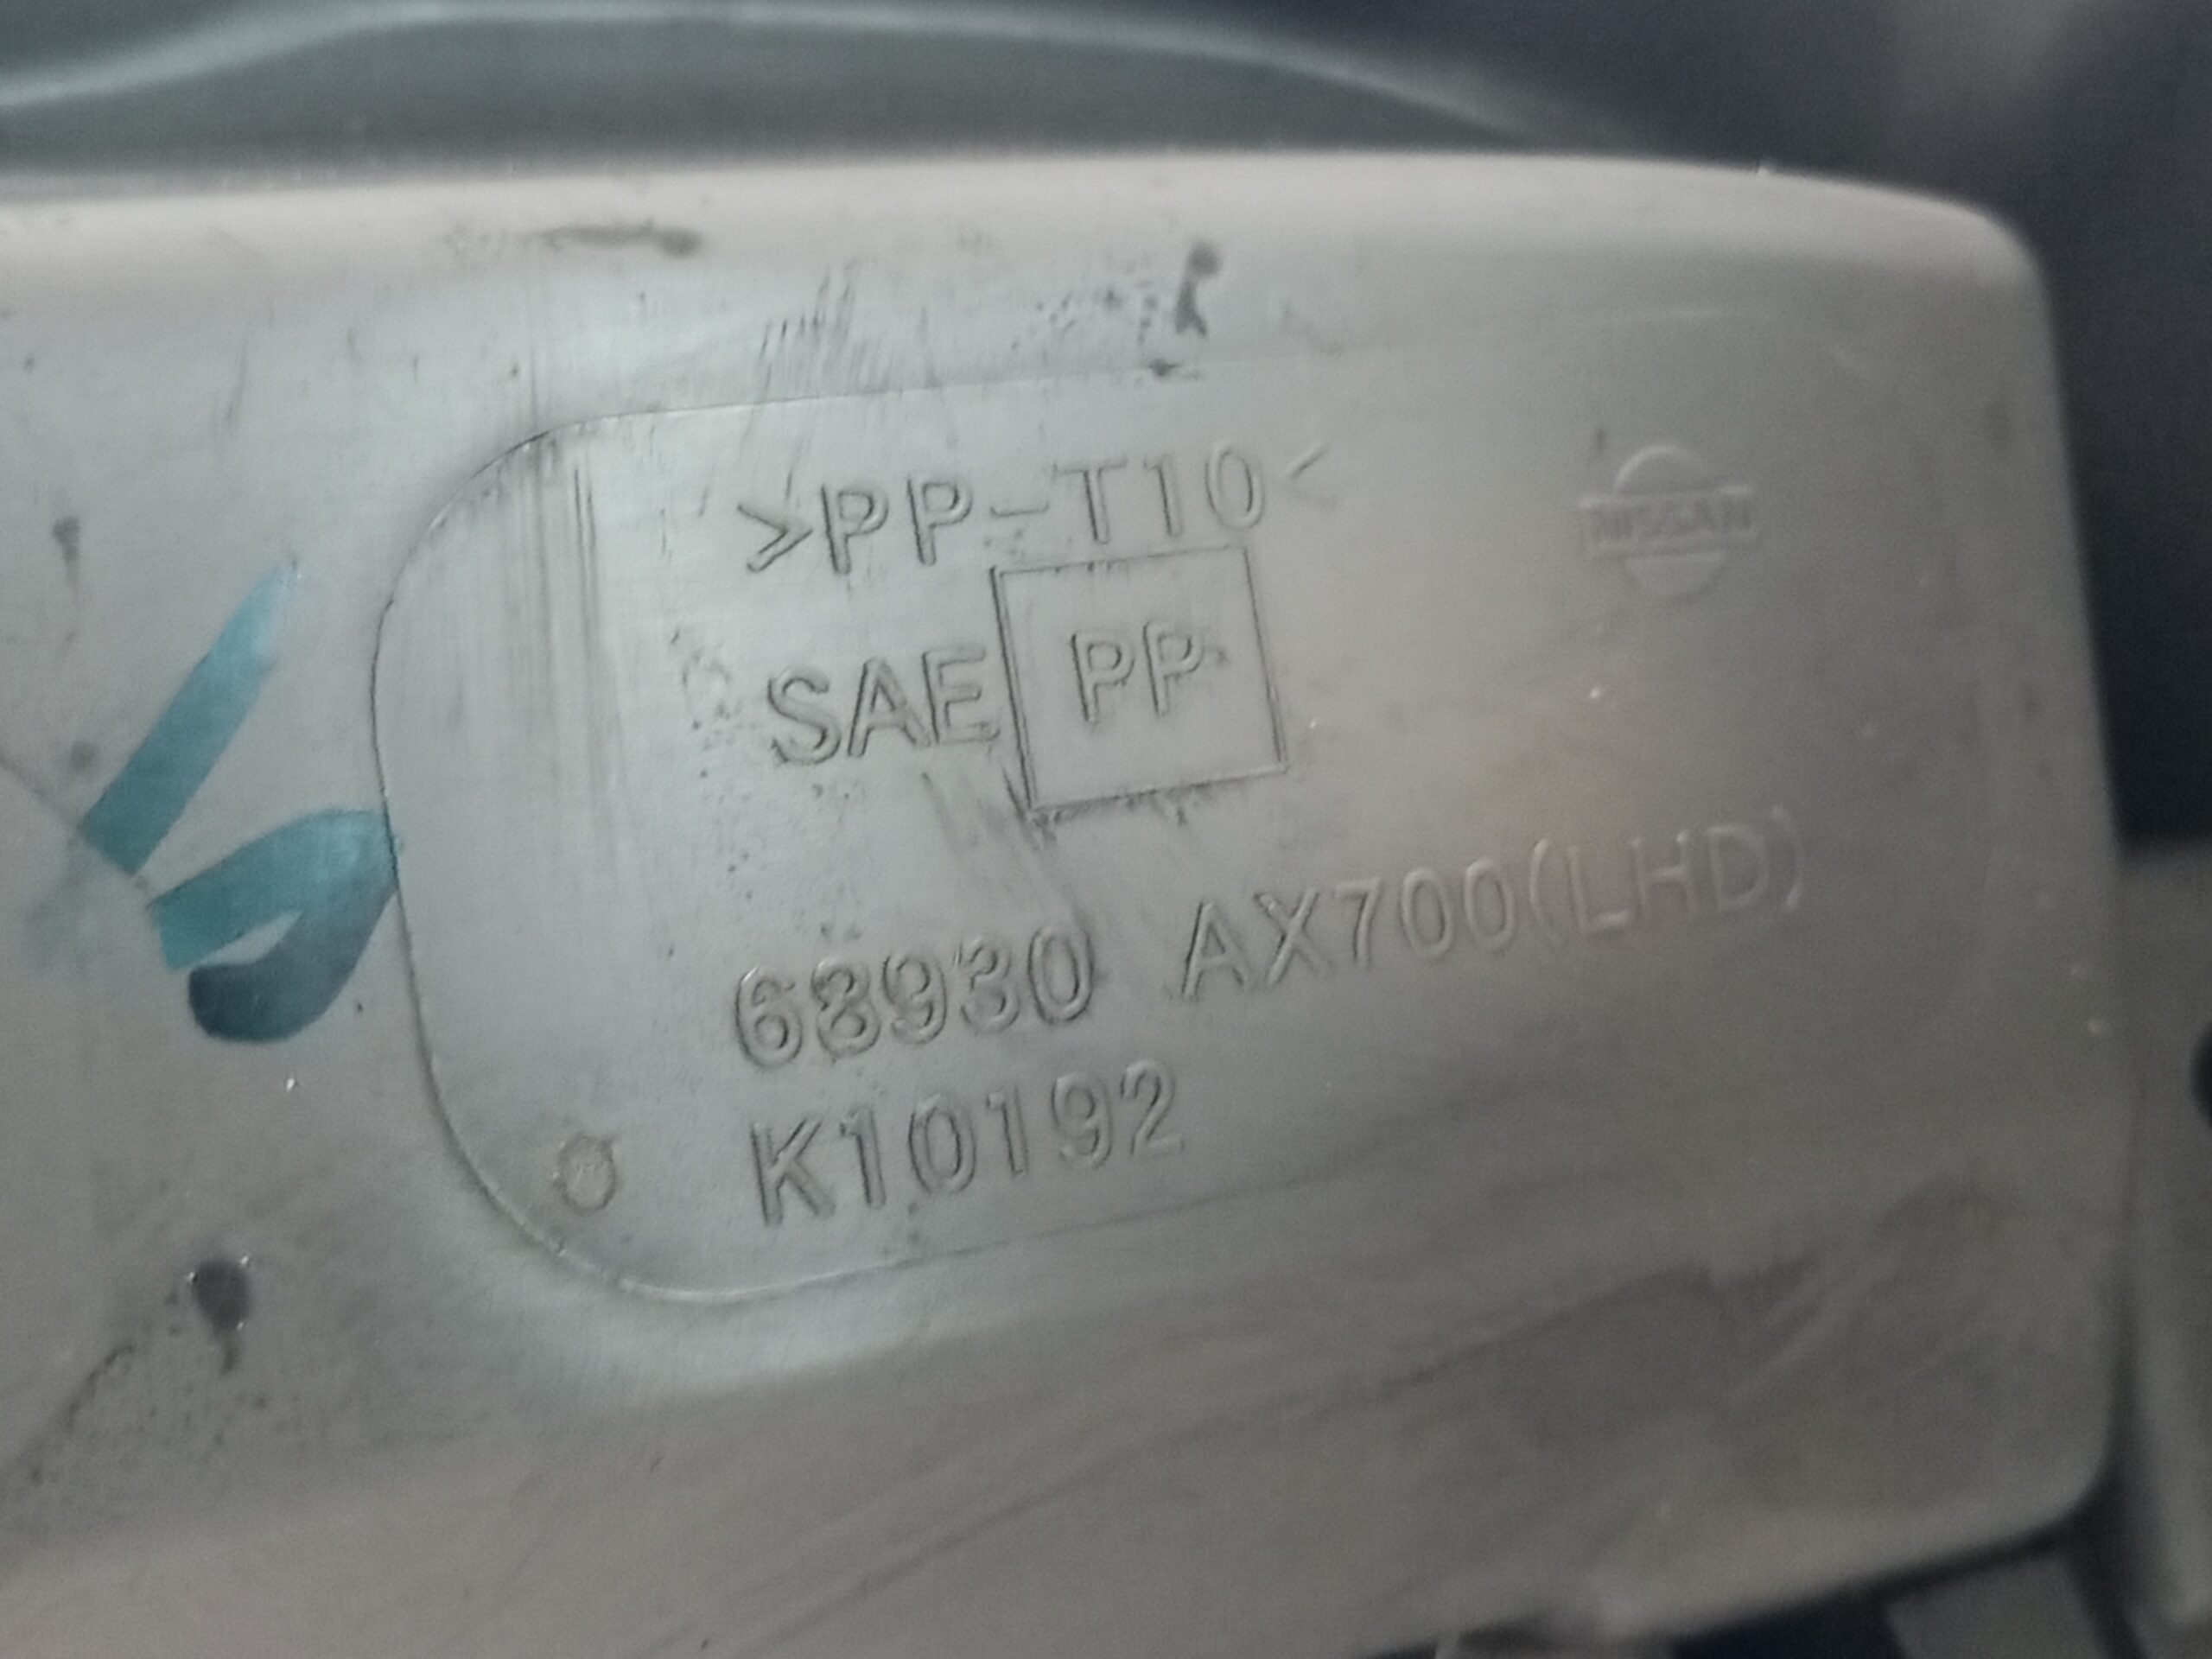 >PP-T10<
NISSAN
SAE PP
68930 AX700(LHD)
K10192